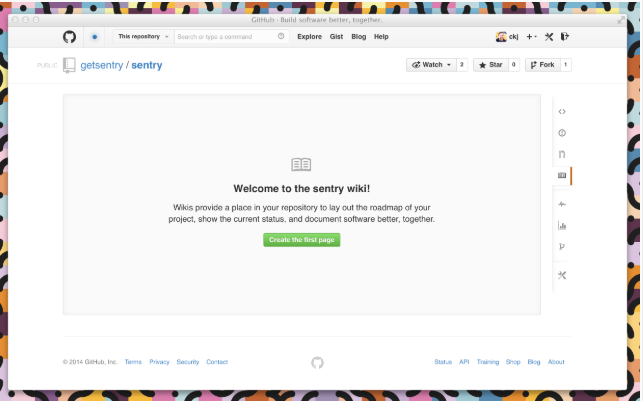 GitHub · Build software better, together.
This repository
Search or type a command
Explore Gist Blog Help
ckj
PUBLIC
getsentry / sentry
Watch 2
Star 0
Fork 1
Welcome to the sentry wiki!
Wikis provide a place in your repository to lay out the roadmap of your
project, show the current status, and document software better, together.
Create the first page
© 2014 GitHub, Inc. Terms Privacy Security Contact
Status API Training Shop Blog About